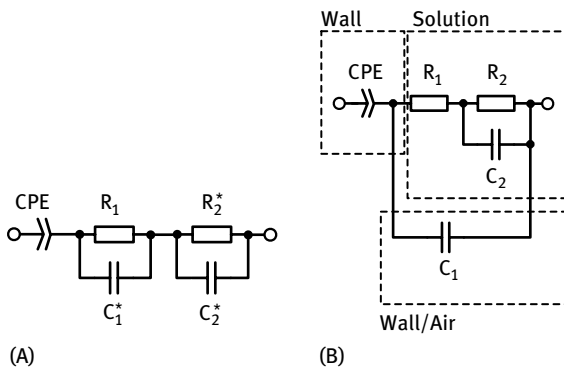 CPE
R₁
R₂*
C₁*
C₂*
(A)
Wall
Solution
CPE
R₁
R₂
C₂
C₁
Wall/Air
(B)